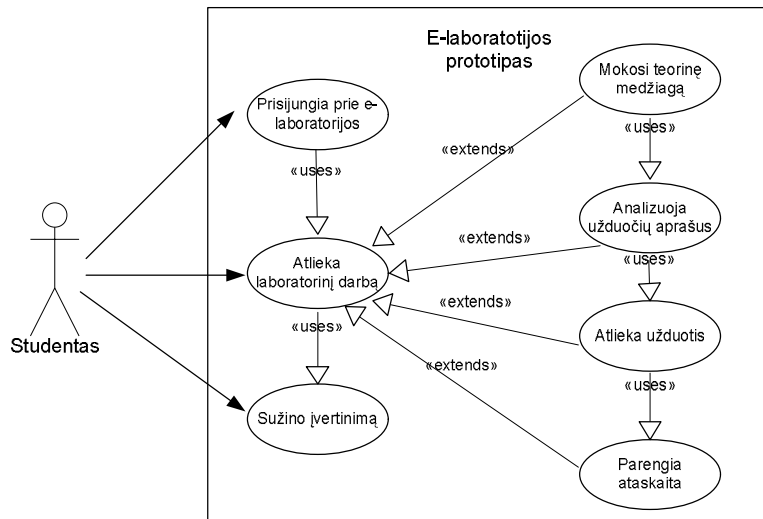 E-laboratotijos
prototipas
Prisijungia prie e-
laboratorijos
Mokosi teorinę
medžiagą
«uses»
«uses»
«extends»
Analizuoja
užduočių aprašus
«extends»
«uses»
Atlieka
laboratorinį darbą
«extends»
«uses»
Atlieka užduotis
Studentas
«extends»
«uses»
Sužino įvertinimą
Parengia
ataskaita